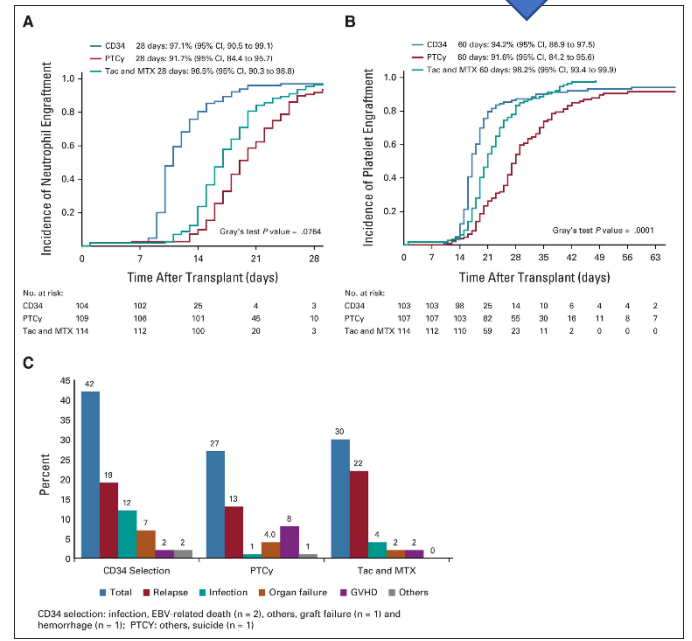 A
CD34 28 days: 97.1% (95% CI, 90.5 to 99.1)
PTCy 28 days: 91.7% (95% CI, 84.4 to 95.7)
Tac and MTX 28 days: 96.5% (95% CI, 90.3 to 98.8)
Incidence of Neutrophil Engraftment
1.0
0.8
0.6
0.4
0.2
Gray's test P value = .0764
0 7 14 21 28
Time After Transplant (days)
No. at risk:
CD34 104 102 25 4 3
PTCy 109 106 101 45 10
Tac and MTX 114 112 100 20 3
B
CD34 60 days: 94.2% (95% CI, 86.9 to 97.5)
PTCy 60 days: 91.6% (95% CI, 84.2 to 95.6)
Tac and MTX 60 days: 98.2% (95% CI, 93.4 to 99.9)
Incidence of Platelet Engraftment
1.0
0.8
0.6
0.4
0.2
Gray's test P value = .0001
0 7 14 21 28 35 42 49 56 63
Time After Transplant (days)
No. at risk:
CD34 103 103 98 25 14 10 6 4 4 2
PTCy 107 107 103 82 55 30 16 11 8 7
Tac and MTX 114 112 110 59 23 11 2 0 0 0
C
Percent
45
40
35
30
25
20
15
10
5
0
42 19 12 7 2 2
27 13 1 4.0 8 1
30 22 4 2 2 0
CD34 Selection PTCy Tac and MTX
Total Relapse Infection Organ failure GVHD Others
CD34 selection: infection, EBV-related death (n = 2), others, graft failure (n = 1) and
hemorrhage (n = 1); PTCY: others, suicide (n = 1)